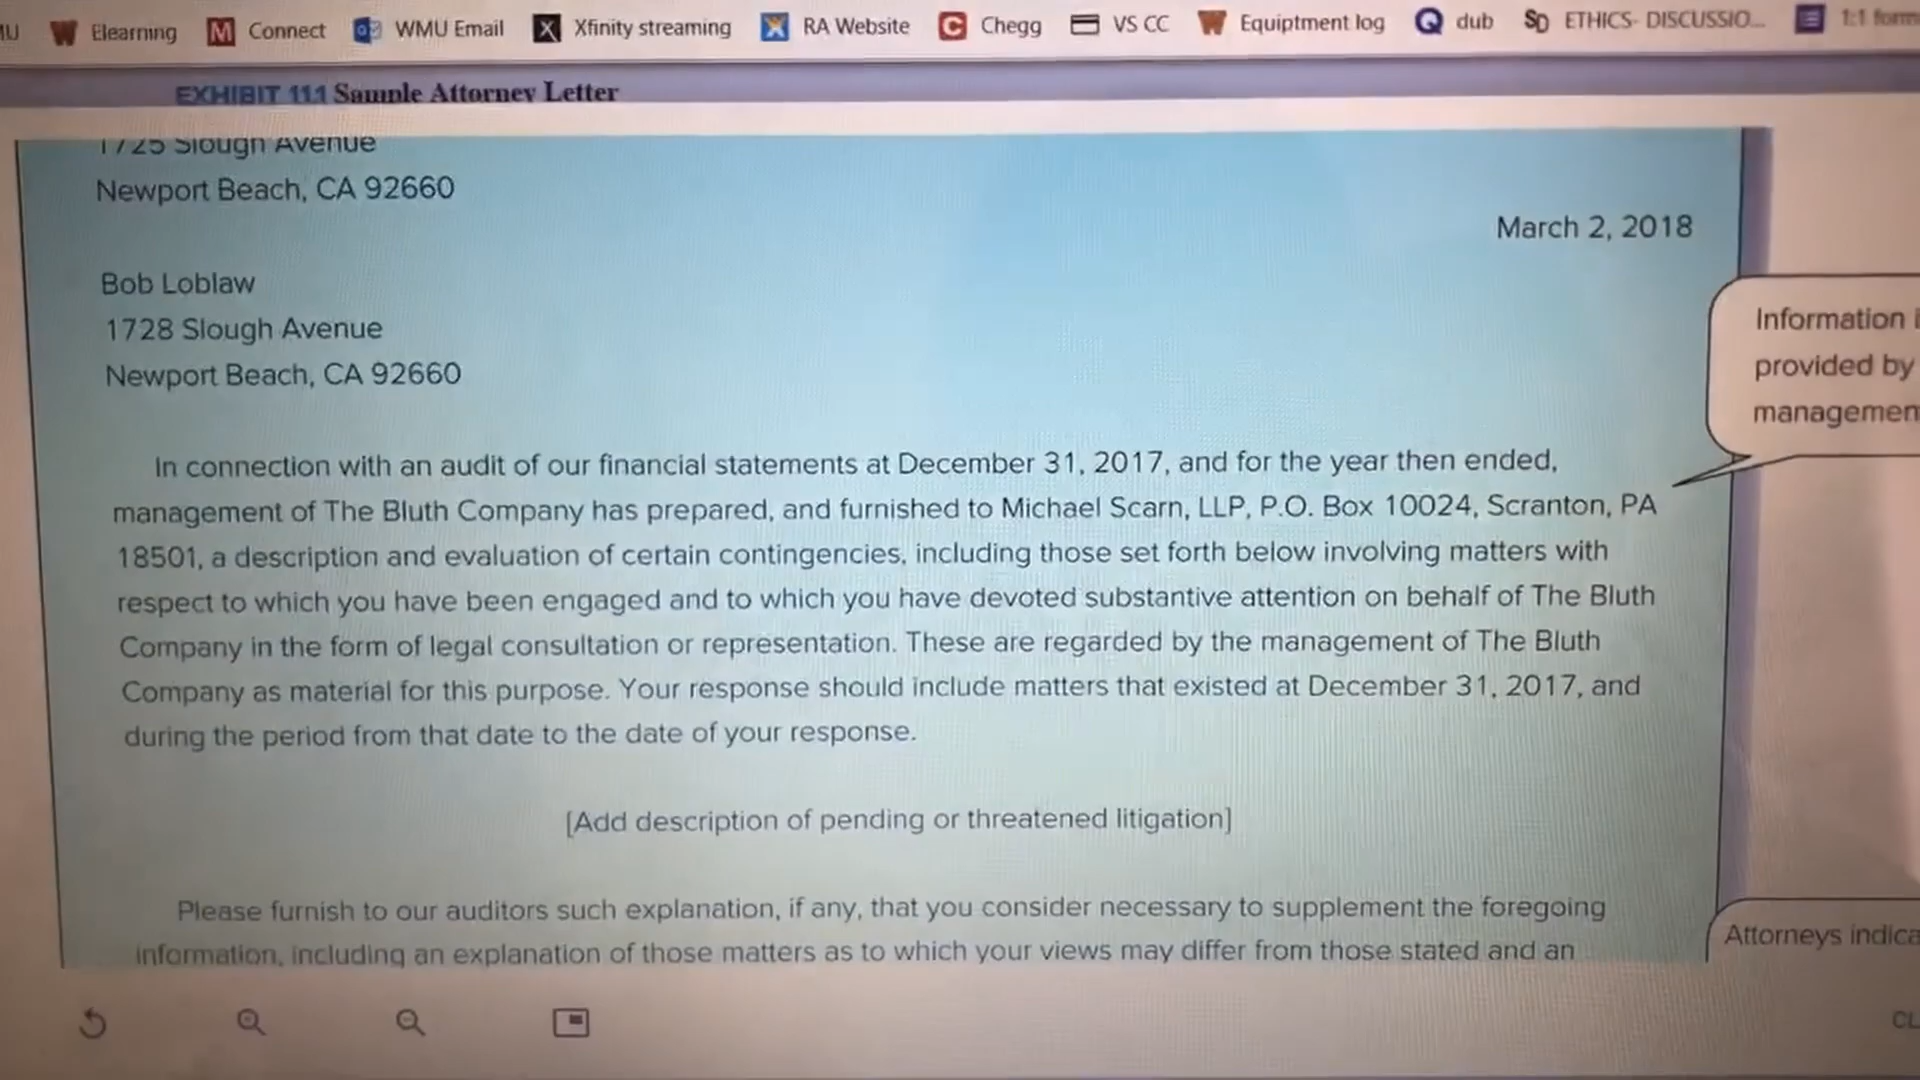 MU Elearning Connect WMU Email Xfinity streaming RA Website Chegg VS CC Equiptment log dub ETHICS- DISCUSSIO... 1:1 form
EXHIBIT 11.1 Sample Attorney Letter
1725 Slough Avenue
Newport Beach, CA 92660
March 2, 2018
Bob Loblaw
1728 Slough Avenue
Newport Beach, CA 92660
Information i
provided by
managemen
In connection with an audit of our financial statements at December 31, 2017, and for the year then ended,
management of The Bluth Company has prepared, and furnished to Michael Scarn, LLP, P.O. Box 10024, Scranton, PA
18501, a description and evaluation of certain contingencies, including those set forth below involving matters with
respect to which you have been engaged and to which you have devoted substantive attention on behalf of The Bluth
Company in the form of legal consultation or representation. These are regarded by the management of The Bluth
Company as material for this purpose. Your response should include matters that existed at December 31, 2017, and
during the period from that date to the date of your response.
[Add description of pending or threatened litigation]
Please furnish to our auditors such explanation, if any, that you consider necessary to supplement the foregoing
information, including an explanation of those matters as to which your views may differ from those stated and an
Attorneys indica
CL